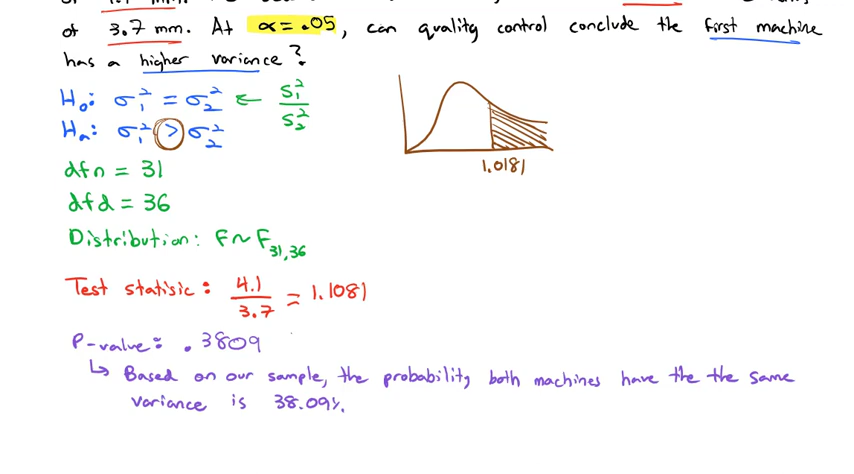 of 3.7 mm. At α = .05, can quality control conclude the first machine
has a higher variance?
H₀: σ₁² = σ₂² ← S₁²/S₂²
Hₐ: σ₁² > σ₂²
1.0181
dfn = 31
dfd = 36
Distribution: F ~ F₃₁,₃₆
Test statisic: 4.1/3.7 = 1.1081
P-value: .3809
↳ Based on our sample, the probability both machines have the the same
variance is 38.09%.